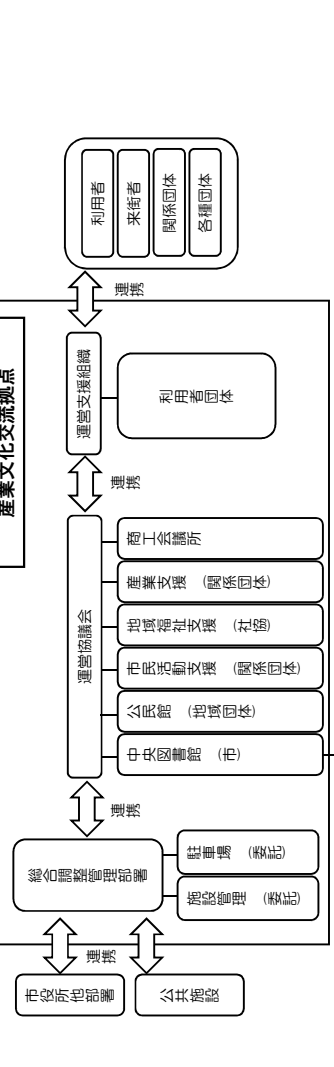 産業文化交流拠点
市役所他部署
公共施設
連携
総合調整管理部署
施設管理　（委託）
駐車場　（委託）
連携
運営協議会
中央図書館　（市）
公民館　（地域団体）
市民活動支援　（関係団体）
地域福祉支援　（社協）
産業支援　（関係団体）
商工会議所
連携
運営支援組織
利用者団体
連携
利用者
来街者
関係団体
各種団体